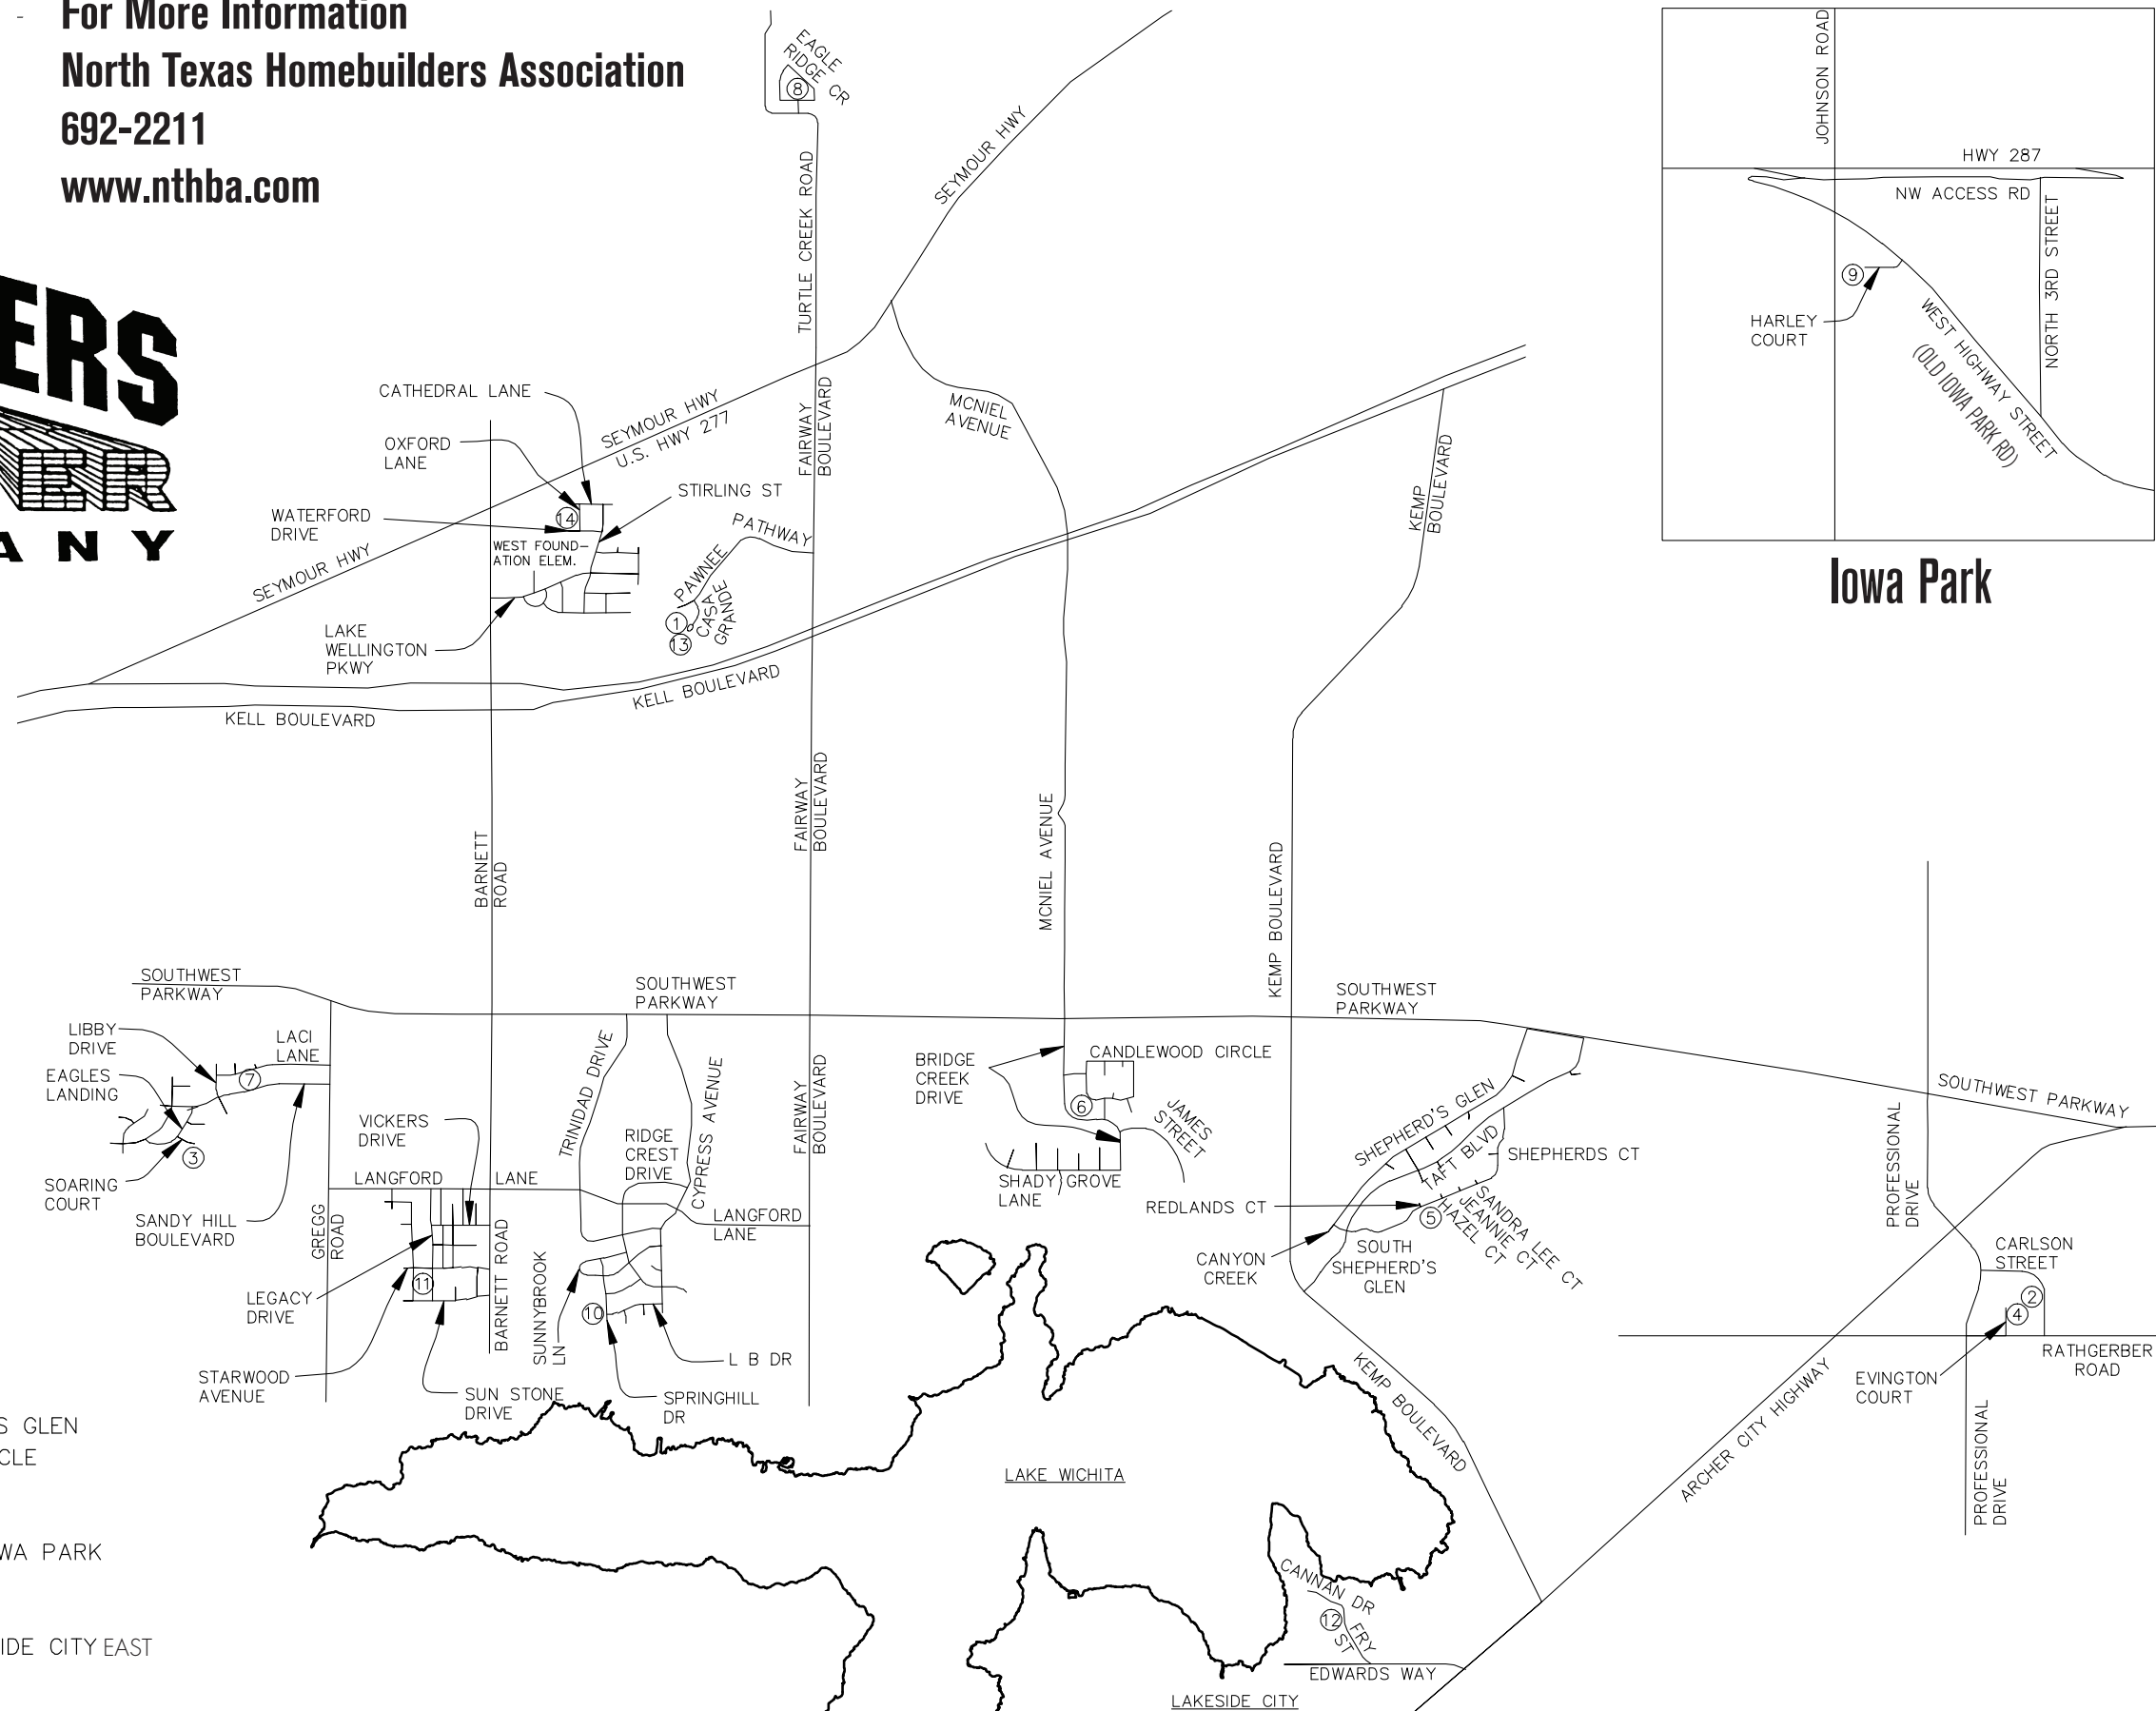 For More Information
North Texas Homebuilders Association
692-2211
www.nthba.com
ERS
ER
ANY
EAGLE
RIDGE CR
8
TURTLE CREEK ROAD
SEYMOUR HWY
JOHNSON ROAD
HWY 287
NW ACCESS RD
NORTH 3RD STREET
9
HARLEY
COURT
WEST HIGHWAY STREET
(OLD IOWA PARK RD)
Iowa Park
CATHEDRAL LANE
OXFORD
LANE
SEYMOUR HWY
U.S. HWY 277
FAIRWAY
BOULEVARD
MCNIEL
AVENUE
KEMP
BOULEVARD
STIRLING ST
WATERFORD
DRIVE
14
WEST FOUND-
ATION ELEM.
PAWNEE
PATHWAY
CASA
GRANDE
1
13
SEYMOUR HWY
LAKE
WELLINGTON
PKWY
KELL BOULEVARD
KELL BOULEVARD
BARNETT
ROAD
FAIRWAY
BOULEVARD
MCNIEL AVENUE
KEMP BOULEVARD
SOUTHWEST
PARKWAY
SOUTHWEST
PARKWAY
SOUTHWEST
PARKWAY
SOUTHWEST PARKWAY
LIBBY
DRIVE
LACI
LANE
EAGLES
LANDING
7
3
SOARING
COURT
SANDY HILL
BOULEVARD
GREGG
ROAD
VICKERS
DRIVE
LANGFORD
LANE
TRINIDAD DRIVE
RIDGE
CREST
DRIVE
CYPRESS AVENUE
FAIRWAY
BOULEVARD
LANGFORD
LANE
BARNETT ROAD
SUNNYBROOK
LN
11
10
LEGACY
DRIVE
STARWOOD
AVENUE
SUN STONE
DRIVE
L B DR
SPRINGHILL
DR
BRIDGE
CREEK
DRIVE
CANDLEWOOD CIRCLE
6
JAMES
STREET
SHADY GROVE
LANE
SHEPHERD'S GLEN
TAFT BLVD
SHEPHERDS CT
REDLANDS CT
5
SANDRA LEE CT
JEANNIE CT
HAZEL CT
CANYON
CREEK
SOUTH
SHEPHERD'S
GLEN
PROFESSIONAL
DRIVE
CARLSON
STREET
2
4
RATHGERBER
ROAD
EVINGTON
COURT
PROFESSIONAL
DRIVE
ARCHER CITY HIGHWAY
KEMP BOULEVARD
LAKE WICHITA
CANNAN DR
12
FRY
ST
EDWARDS WAY
LAKESIDE CITY
S GLEN
CLE
WA PARK
IDE CITY EAST